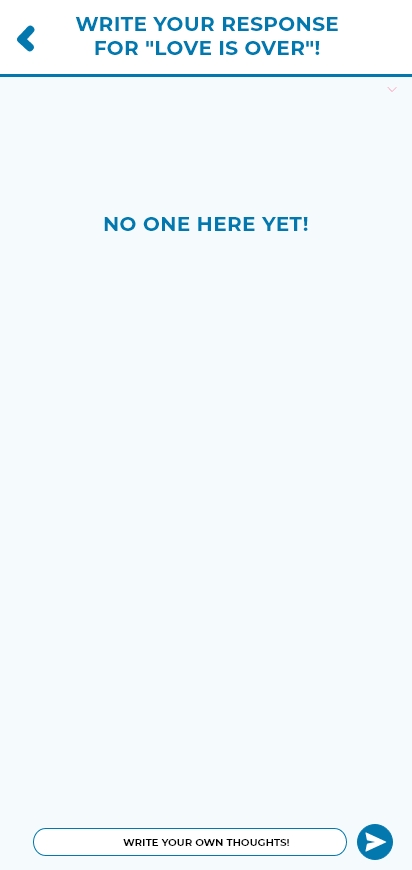 WRITE YOUR RESPONSE
FOR "LOVE IS OVER"!
NO ONE HERE YET!
WRITE YOUR OWN THOUGHTS!